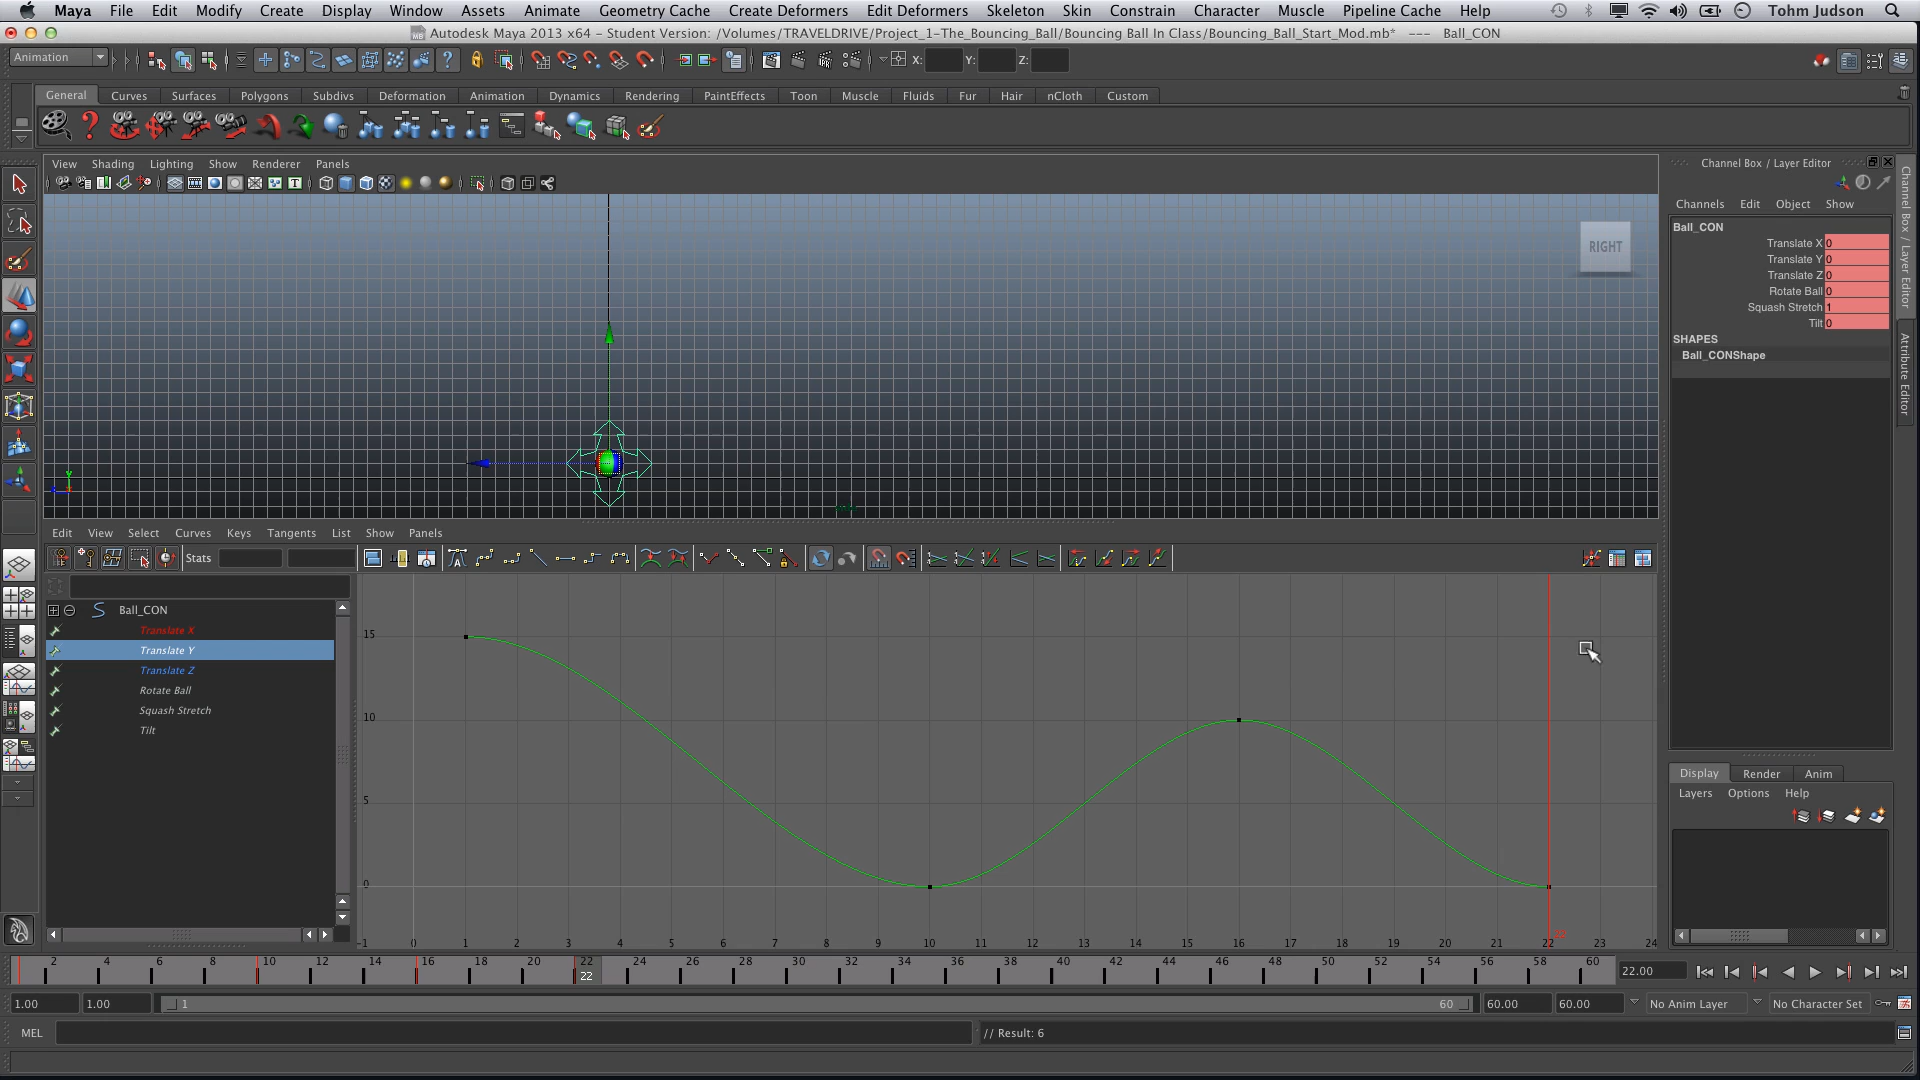 Maya File Edit Modify Create Display Window Assets Animate Geometry Cache Create Deformers Edit Deformers Skeleton Skin Constrain Character Muscle Pipeline Cache Help Tohm Judson
Autodesk Maya 2013 x64 – Student Version: /Volumes/TRAVELDRIVE/Project_1-The_Bouncing_Ball/Bouncing Ball In Class/Bouncing_Ball_Start_Mod.mb* --- Ball_CON
Animation X: Y: Z:
General Curves Surfaces Polygons Subdivs Deformation Animation Dynamics Rendering PaintEffects Toon Muscle Fluids Fur Hair nCloth Custom
View Shading Lighting Show Renderer Panels
Channel Box / Layer Editor
Channels Edit Object Show
Ball_CON
Translate X 0
Translate Y 0
Translate Z 0
Rotate Ball 0
Squash Stretch 1
Tilt 0
SHAPES
Ball_CONShape
Channel Box / Layer Editor
Attribute Editor
RIGHT
Edit View Select Curves Keys Tangents List Show Panels
Stats
Ball_CON
Translate X
Translate Y
Translate Z
Rotate Ball
Squash Stretch
Tilt
15
10
5
0
-1 0 1 2 3 4 5 6 7 8 9 10 11 12 13 14 15 16 17 18 19 20 21 22 23 24
22
Display Render Anim
Layers Options Help
2 4 6 8 10 12 14 16 18 20 22 24 26 28 30 32 34 36 38 40 42 44 46 48 50 52 54 56 58 60
22
22.00
1.00 1.00 1 60 60.00 60.00 No Anim Layer No Character Set
MEL // Result: 6